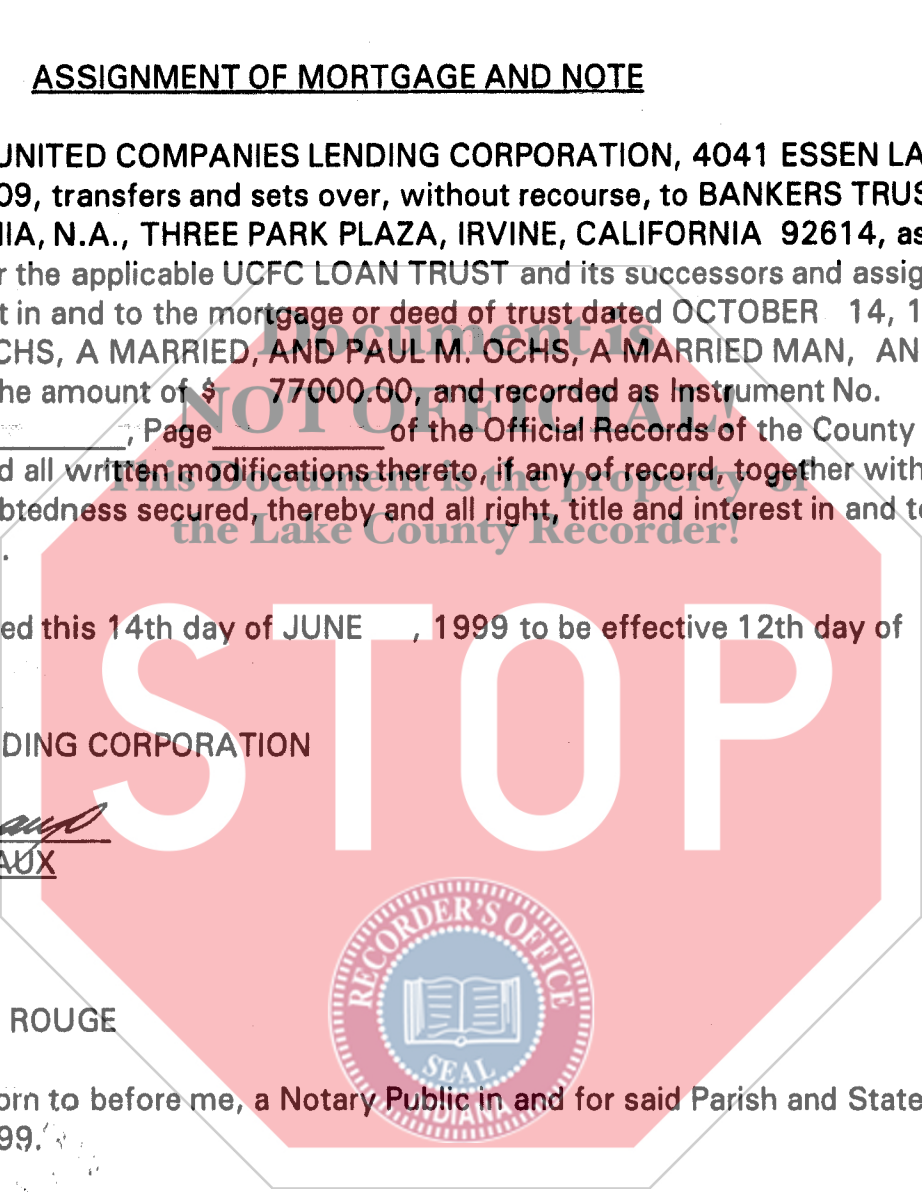 ASSIGNMENT OF MORTGAGE AND NOTE
UNITED COMPANIES LENDING CORPORATION, 4041 ESSEN LA
09, transfers and sets over, without recourse, to BANKERS TRUS
NIA, N.A., THREE PARK PLAZA, IRVINE, CALIFORNIA 92614, as
r the applicable UCFC LOAN TRUST and its successors and assig
t in and to the mortgage or deed of trust dated OCTOBER 14, 1
Document is
CHS, A MARRIED, AND PAUL M. OCHS, A MARRIED MAN, AN
he amount of $ 77000.00, and recorded as Instrument No.
NOT OFFICIAL!
, Page of the Official Records of the County
d all written modifications thereto, if any of record, together with
This Document is the property of
btedness secured, thereby and all right, title and interest in and t
the Lake County Recorder!
.
ed this 14th day of JUNE , 1999 to be effective 12th day of
STOP
DING CORPORATION
AUX
RECORDER'S OFFICE
SEAL
INDIANA
ROUGE
orn to before me, a Notary Public in and for said Parish and State
99.